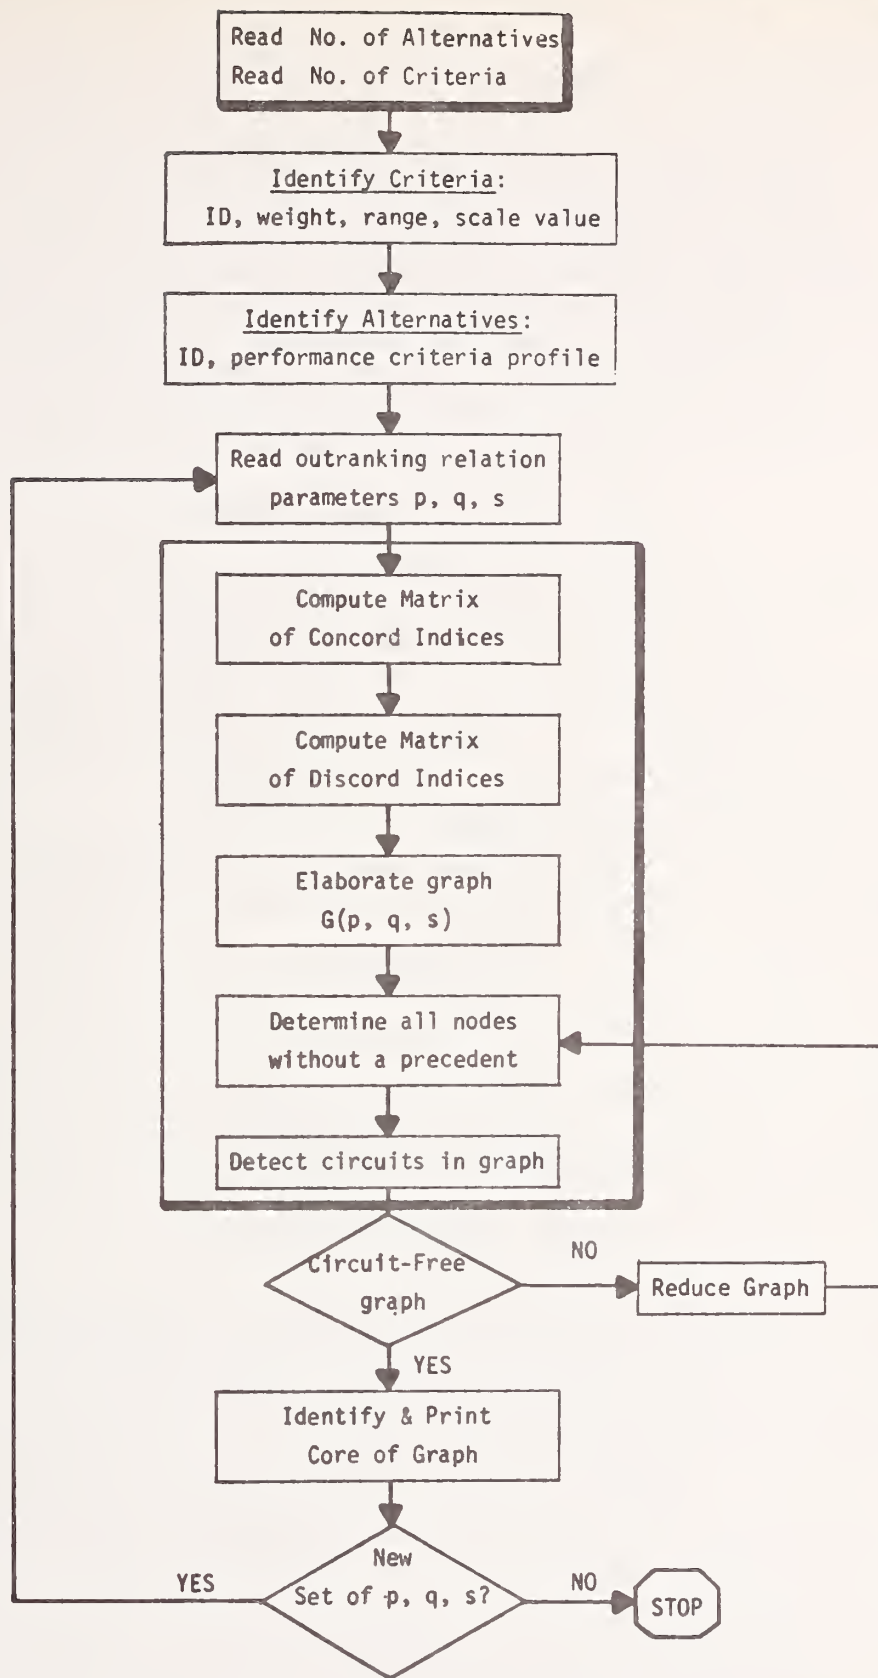 Read No. of Alternatives
Read No. of Criteria
Identify Criteria:
ID, weight, range, scale value
Identify Alternatives:
ID, performance criteria profile
Read outranking relation
parameters p, q, s
Compute Matrix
of Concord Indices
Compute Matrix
of Discord Indices
Elaborate graph
G(p, q, s)
Determine all nodes
without a precedent
Detect circuits in graph
Circuit-Free
graph
NO
Reduce Graph
YES
Identify & Print
Core of Graph
New
Set of p, q, s?
YES
NO
STOP